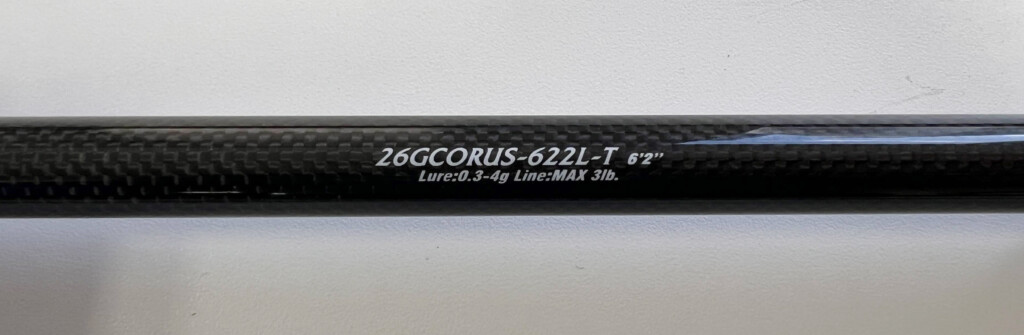 26GCORUS-622L-T 6'2"
Lure:0.3-4g Line:MAX 3lb.